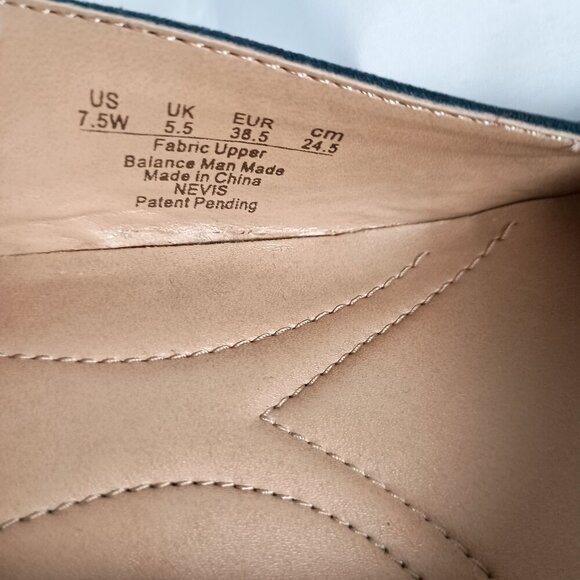 US UK EUR cm
7.5W 5.5 38.5 24.5
Fabric Upper
Balance Man Made
Made in China
NEVIS
Patent Pending